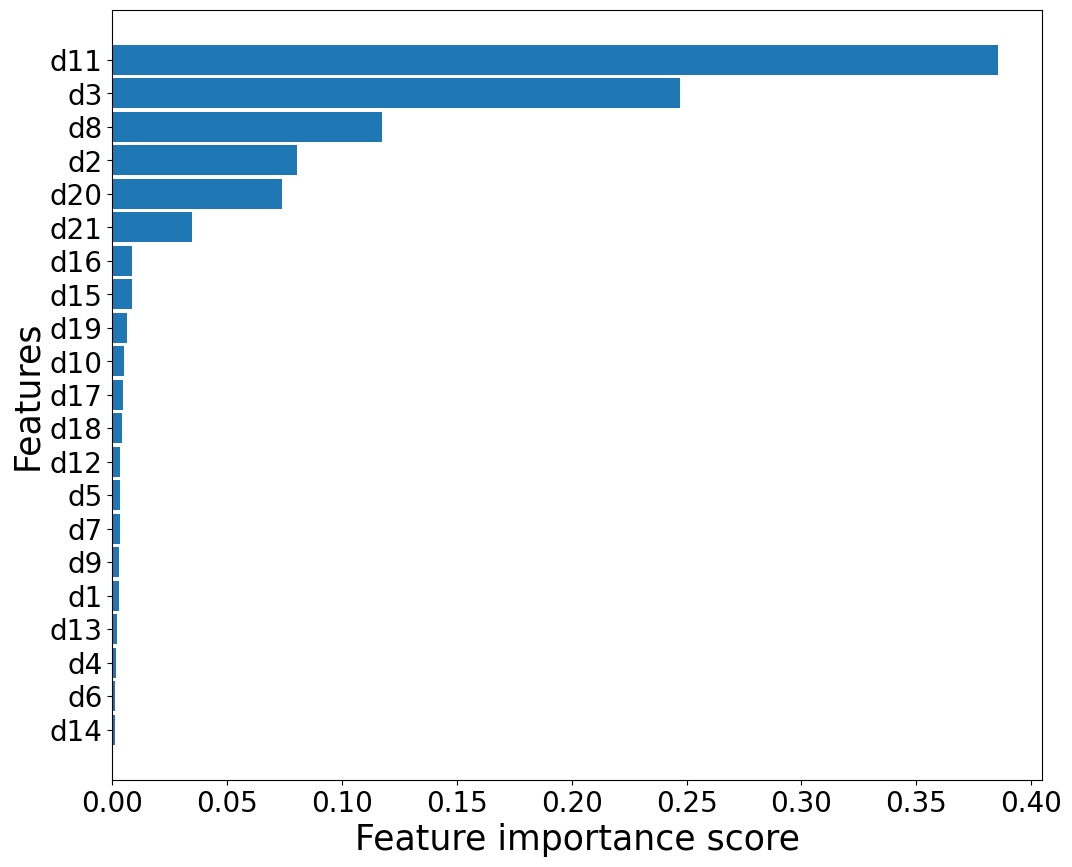 d11
d3
d8
d2
d20
d21
d16
d15
d19
d10
d17
d18
d12
d5
d7
d9
d1
d13
d4
d6
d14
Features
0.00 0.05 0.10 0.15 0.20 0.25 0.30 0.35 0.40
Feature importance score